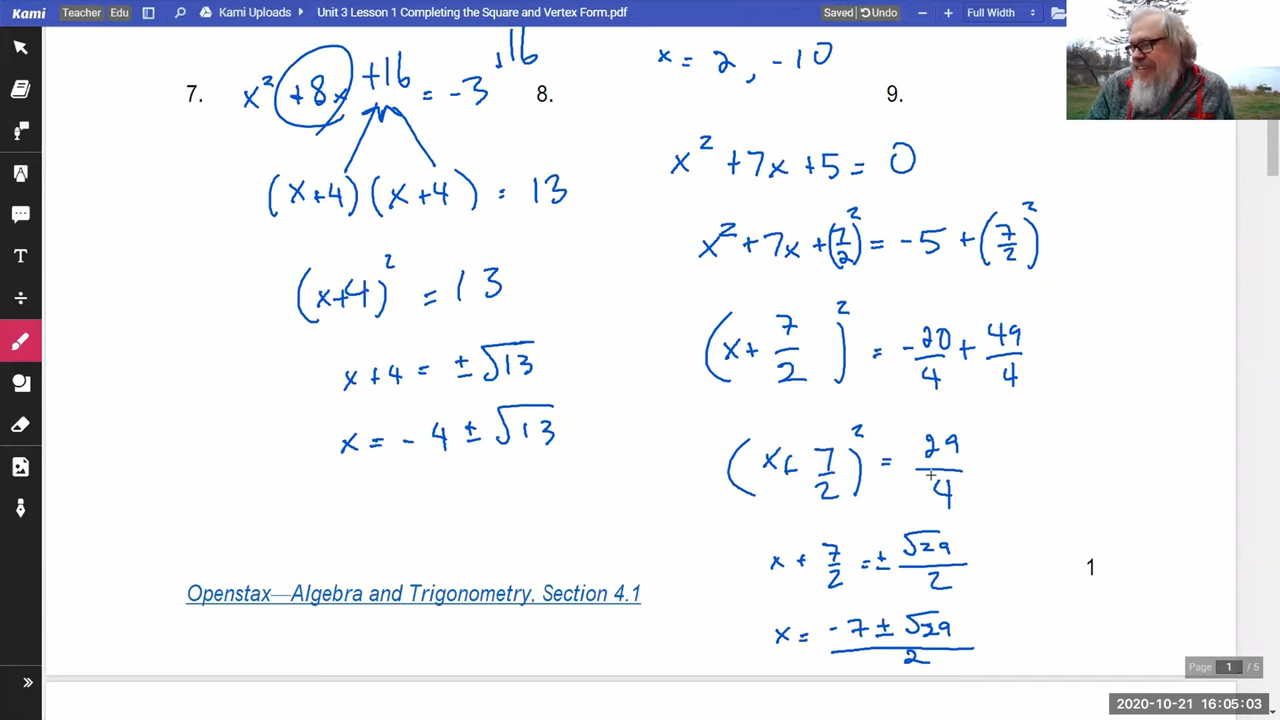 Kami Teacher Edu Kami Uploads Unit 3 Lesson 1 Completing the Square and Vertex Form.pdf Saved Undo Full Width
7. x² +8x +16 = -3 +16
(x+4)(x+4) = 13
(x+4)² = 13
x+4 = ±√13
x = -4 ± √13
8.
x = 2, -10
9.
x² +7x +5 = 0
x² +7x +(7/2)² = -5 +(7/2)²
(x+ 7/2)² = -20/4 + 49/4
(x+ 7/2)² = 29/4
x + 7/2 = ± √29/2
x = -7 ± √29/2
Openstax—Algebra and Trigonometry, Section 4.1
1
Page 1 / 5
2020-10-21 16:05:03